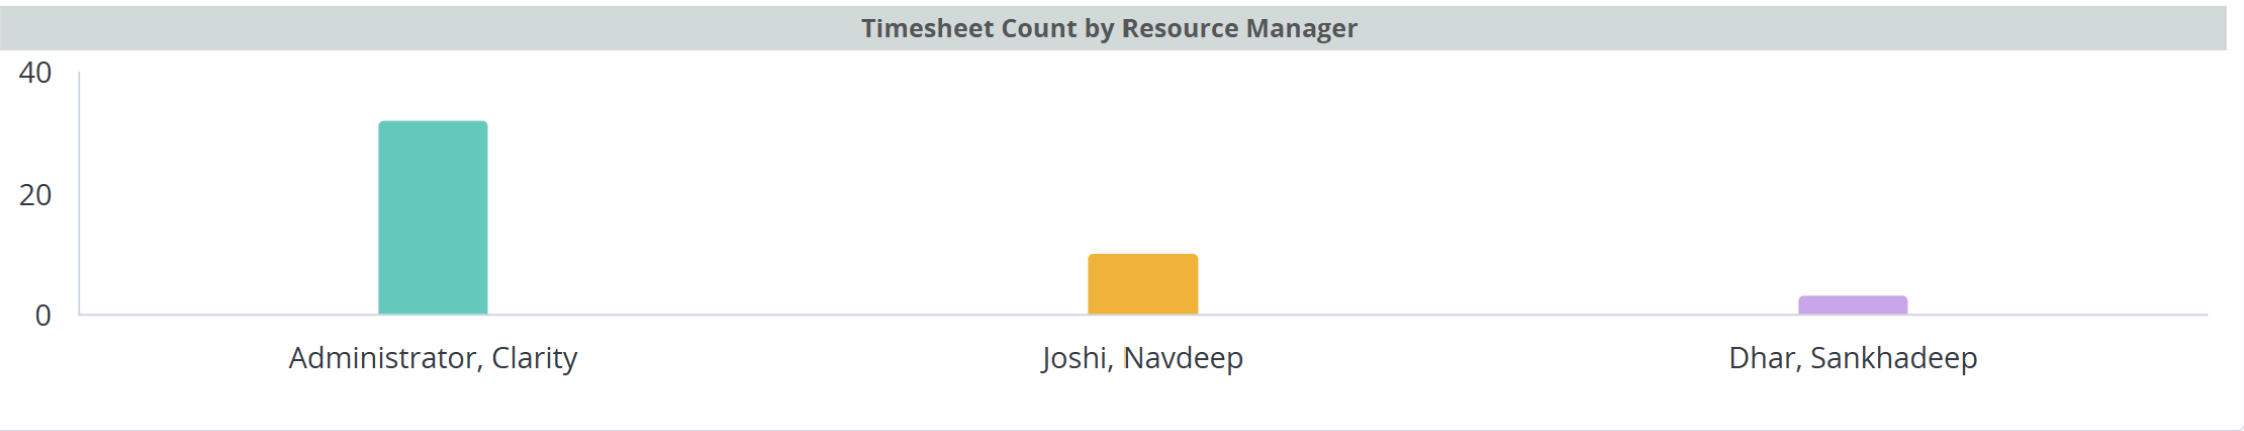 Timesheet Count by Resource Manager
40
20
0
Administrator, Clarity
Joshi, Navdeep
Dhar, Sankhadeep